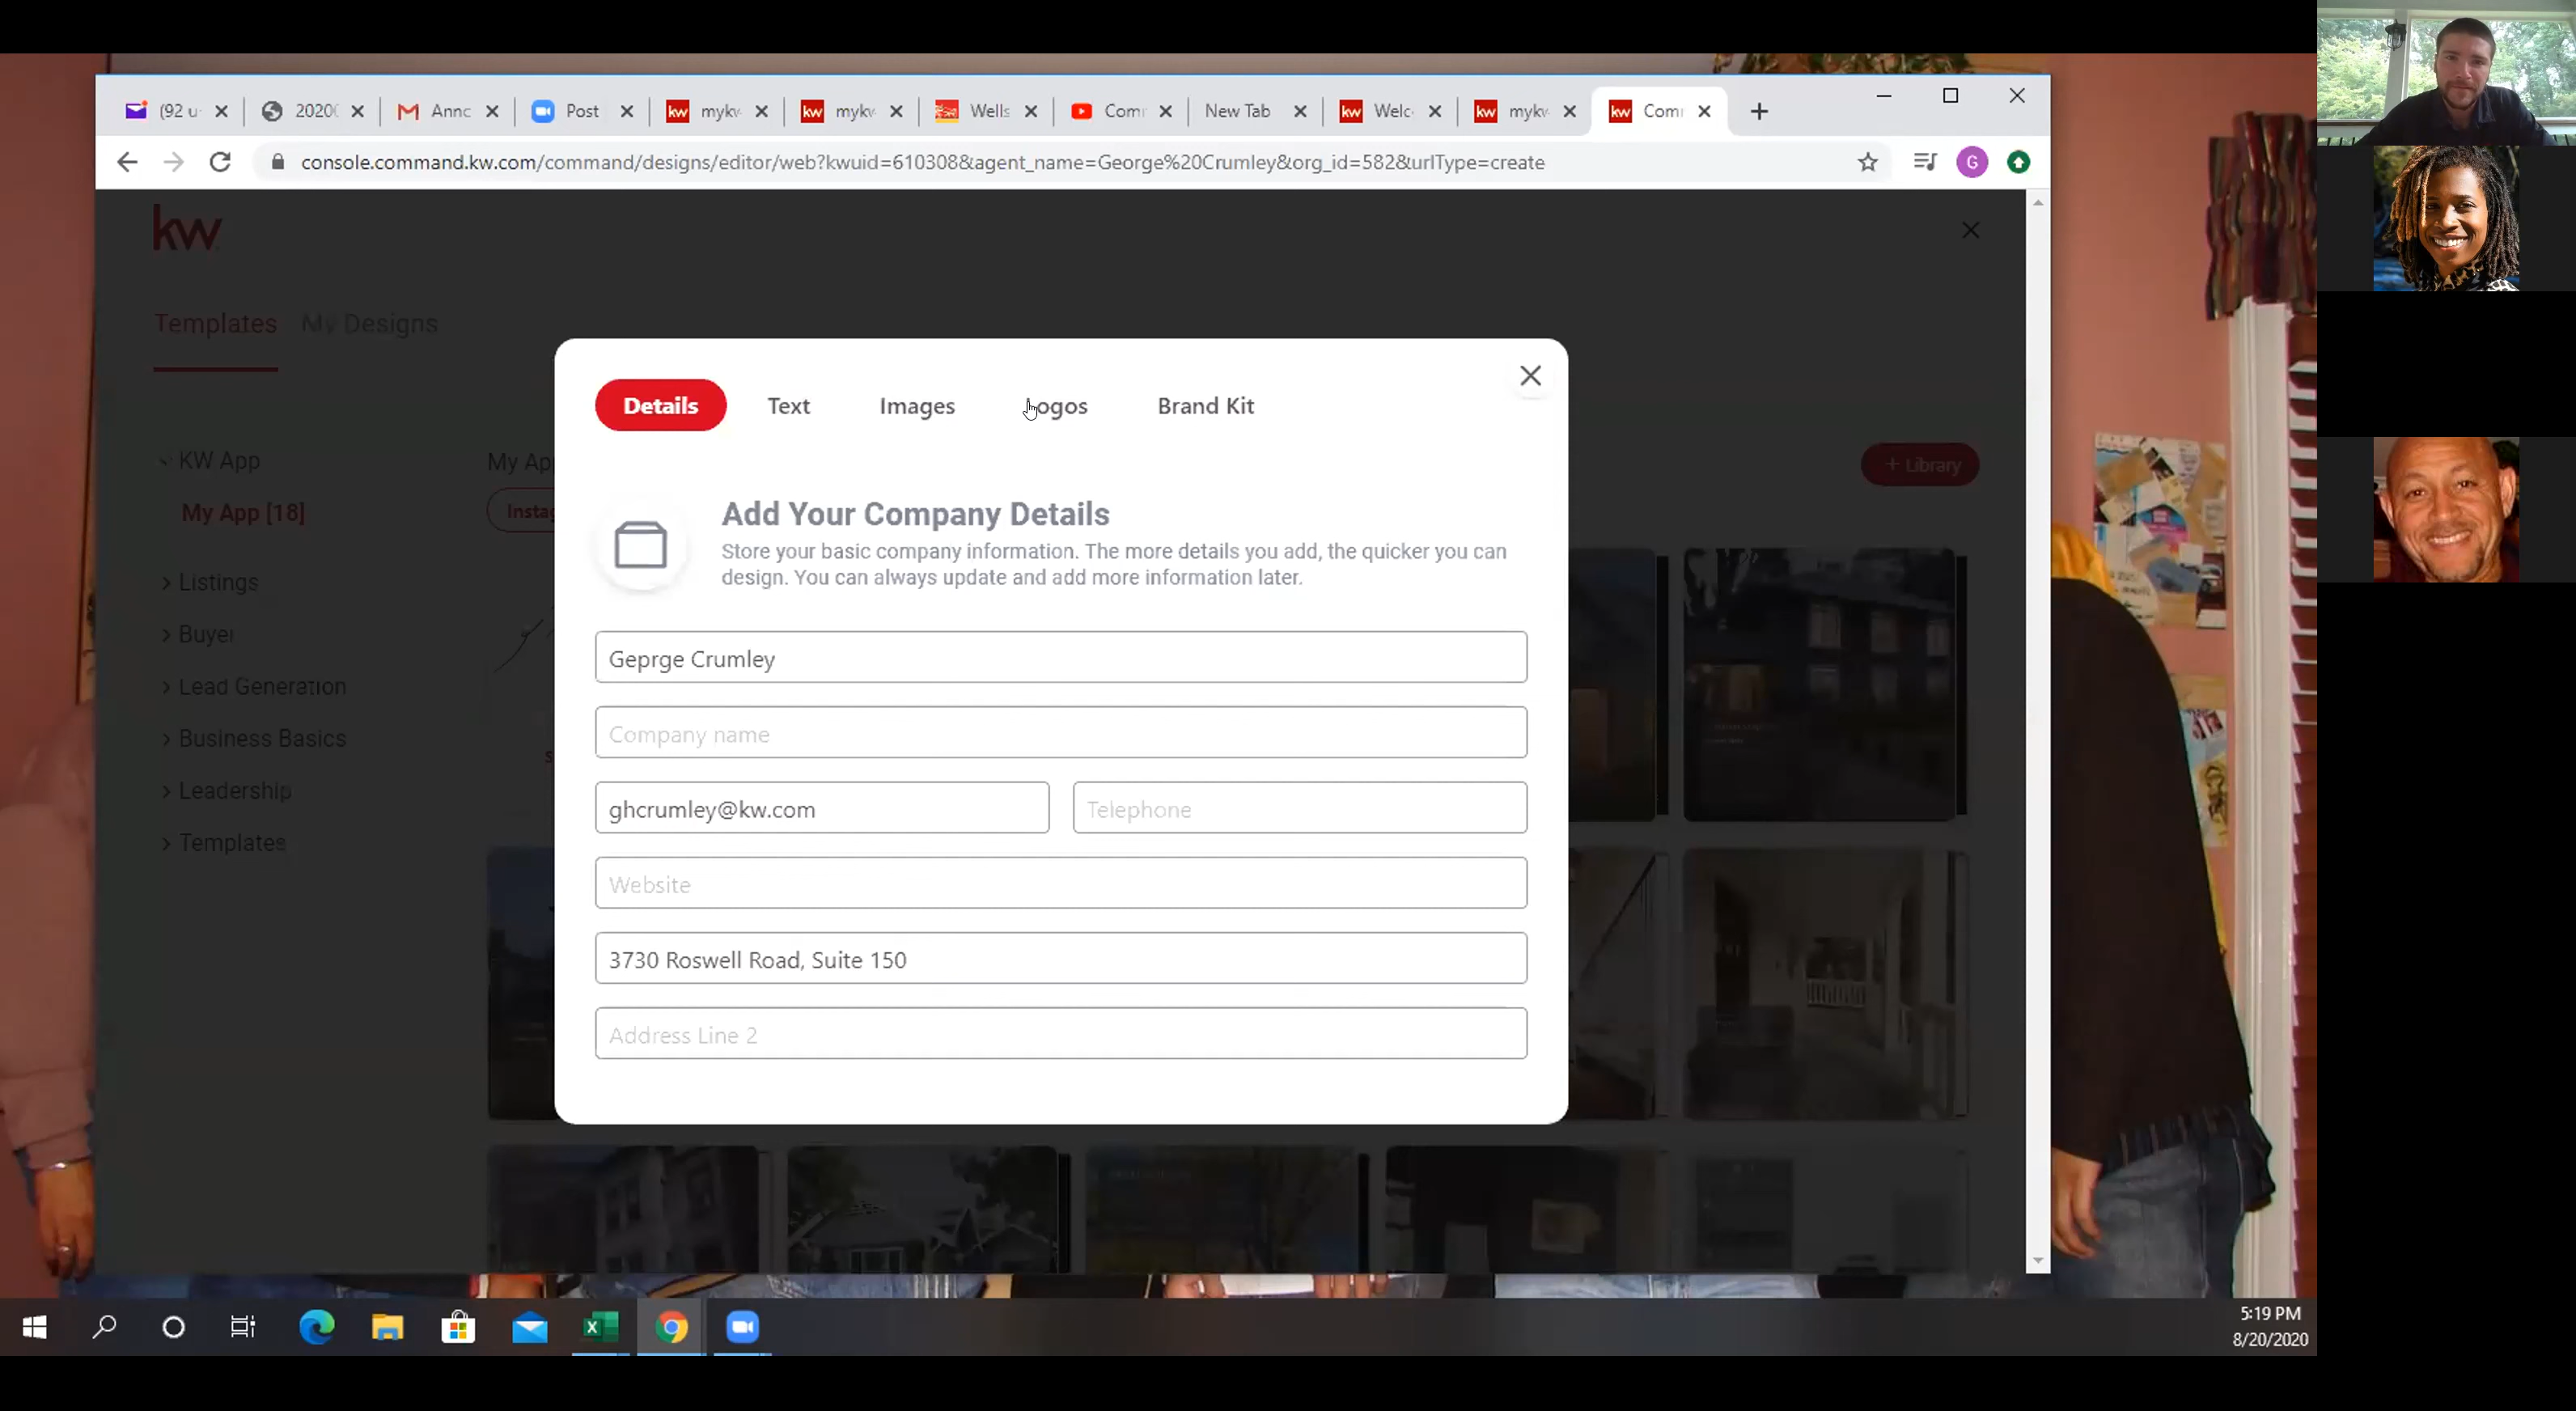 (92 u
2020
Annc
Post
mykv
mykv
Wells
Com
New Tab
Welc
mykv
Com
console.command.kw.com/command/designs/editor/web?kwuid=610308&agent_name=George%20Crumley&org_id=582&urlType=create
G
kw
Templates My Designs
Details Text Images Logos Brand Kit
KW App
My App [18]
Listings
Buyer
Lead Generation
Business Basics
Leadership
Templates
My Ap
Insta
+ Library
Add Your Company Details
Store your basic company information. The more details you add, the quicker you can
design. You can always update and add more information later.
Geprge Crumley
Company name
ghcrumley@kw.com Telephone
Website
3730 Roswell Road, Suite 150
Address Line 2
5:19 PM
8/20/2020